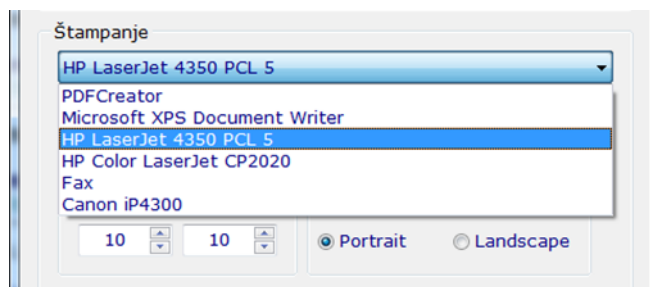 Štampanje
HP LaserJet 4350 PCL 5
PDFCreator
Microsoft XPS Document Writer
HP LaserJet 4350 PCL 5
HP Color LaserJet CP2020
Fax
Canon iP4300
10 10 Portrait Landscape